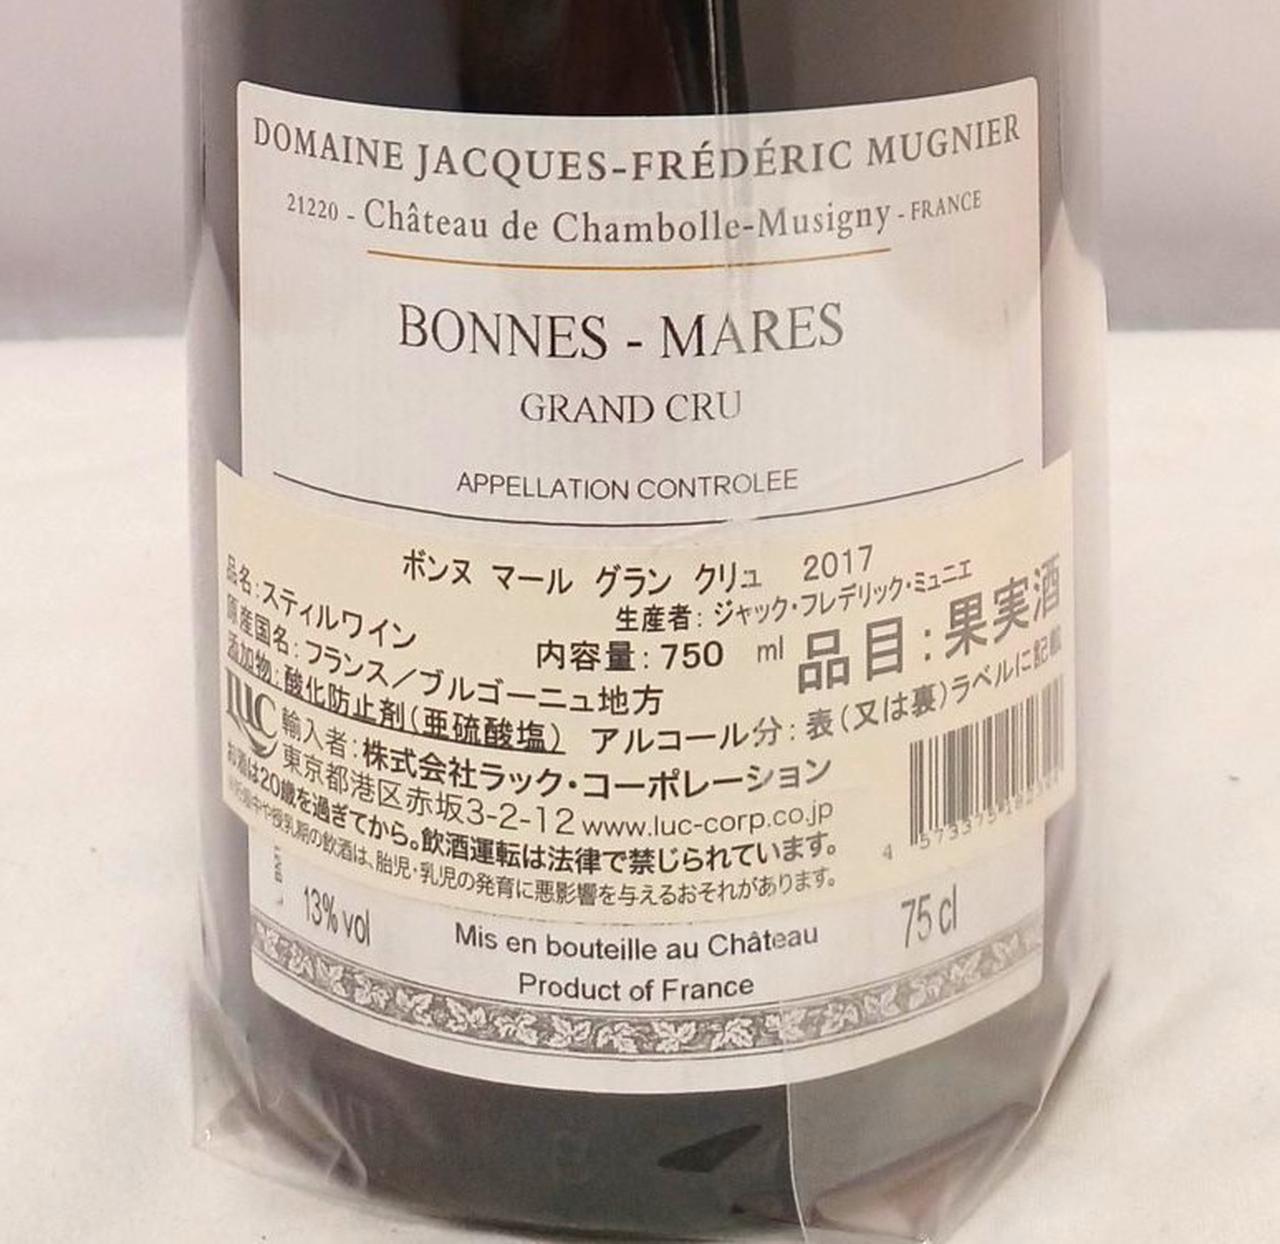 DOMAINE JACQUES-FRÉDÉRIC MUGNIER
21220 - Château de Chambolle-Musigny - FRANCE
BONNES - MARES
GRAND CRU
APPELLATION CONTROLEE
ボンヌ マール グラン クリュ 2017
品名:スティルワイン
生産者:ジャック・フレデリック・ミュニエ
原産国名:フランス/ブルゴーニュ地方
内容量:750 ml
品目:果実酒
添加物:酸化防止剤(亜硫酸塩)
アルコール分:表(又は裏)ラベルに記載
LUC
輸入者:株式会社ラック・コーポレーション
東京都港区赤坂3-2-12 www.luc-corp.co.jp
お酒は20歳を過ぎてから。飲酒運転は法律で禁じられています。
妊娠中や授乳期の飲酒は、胎児・乳児の発育に悪影響を与えるおそれがあります。
13% vol
Mis en bouteille au Château
75 cl
Product of France